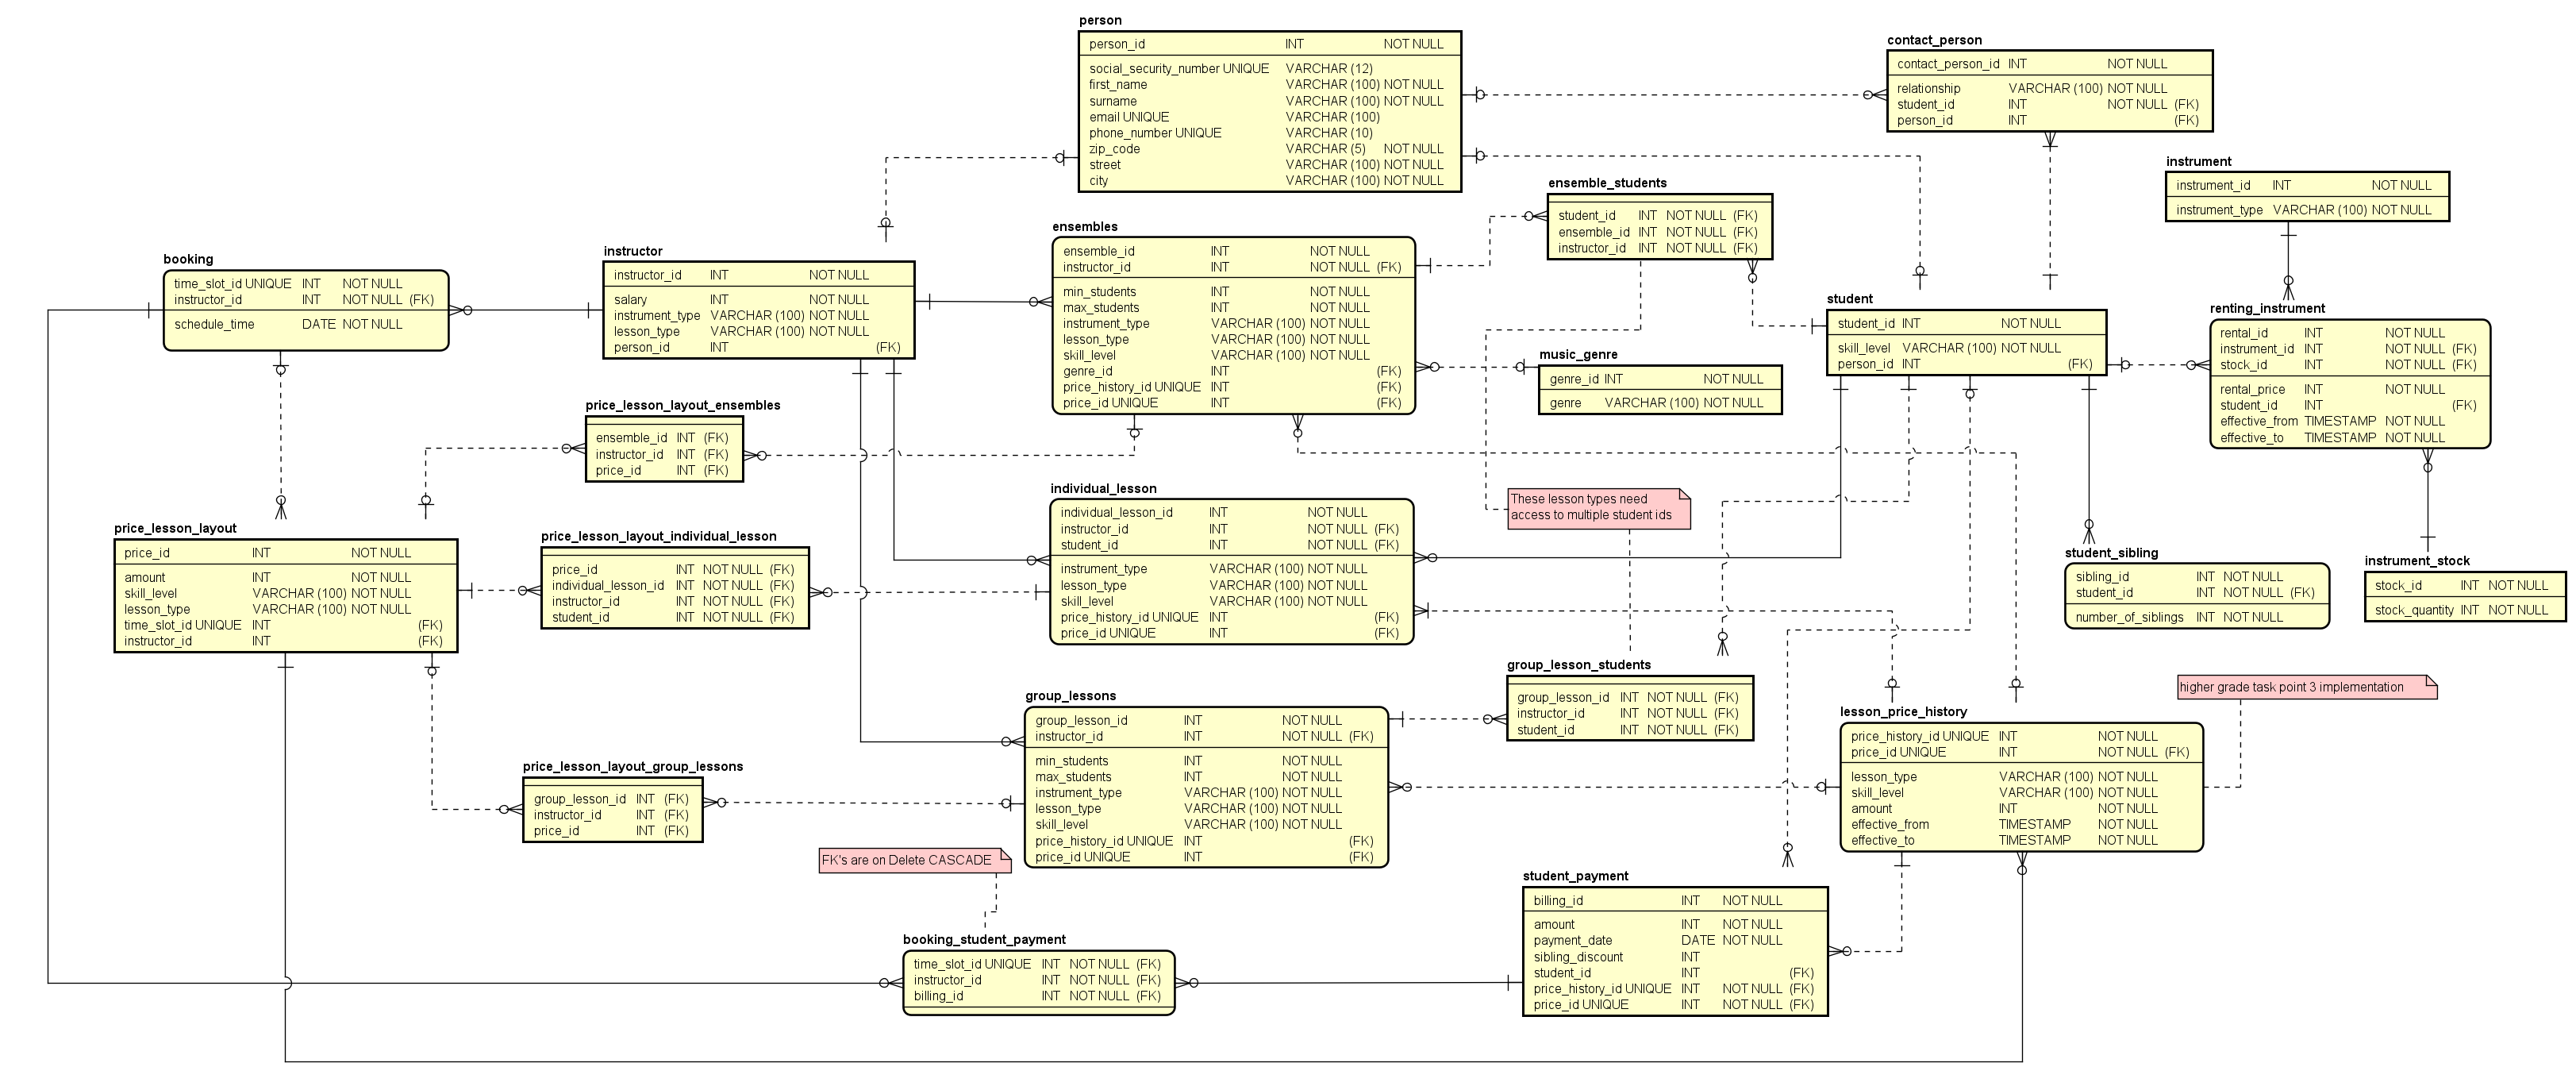 person
person_id INT NOT NULL
social_security_number UNIQUE VARCHAR (12)
first_name VARCHAR (100) NOT NULL
surname VARCHAR (100) NOT NULL
email UNIQUE VARCHAR (100)
phone_number UNIQUE VARCHAR (10)
zip_code VARCHAR (5) NOT NULL
street VARCHAR (100) NOT NULL
city VARCHAR (100) NOT NULL
contact_person
contact_person_id INT NOT NULL
relationship VARCHAR (100) NOT NULL
student_id INT NOT NULL (FK)
person_id INT (FK)
instrument
instrument_id INT NOT NULL
instrument_type VARCHAR (100) NOT NULL
ensemble_students
student_id INT NOT NULL (FK)
ensemble_id INT NOT NULL (FK)
instructor_id INT NOT NULL (FK)
booking
time_slot_id UNIQUE INT NOT NULL
instructor_id INT NOT NULL (FK)
schedule_time DATE NOT NULL
instructor
instructor_id INT NOT NULL
salary INT NOT NULL
instrument_type VARCHAR (100) NOT NULL
lesson_type VARCHAR (100) NOT NULL
person_id INT (FK)
ensembles
ensemble_id INT NOT NULL
instructor_id INT NOT NULL (FK)
min_students INT NOT NULL
max_students INT NOT NULL
instrument_type VARCHAR (100) NOT NULL
lesson_type VARCHAR (100) NOT NULL
skill_level VARCHAR (100) NOT NULL
genre_id INT (FK)
price_history_id UNIQUE INT (FK)
price_id UNIQUE INT (FK)
music_genre
genre_id INT NOT NULL
genre VARCHAR (100) NOT NULL
student
student_id INT NOT NULL
skill_level VARCHAR (100) NOT NULL
person_id INT (FK)
renting_instrument
rental_id INT NOT NULL
instrument_id INT NOT NULL (FK)
stock_id INT NOT NULL (FK)
rental_price INT NOT NULL
student_id INT (FK)
effective_from TIMESTAMP NOT NULL
effective_to TIMESTAMP NOT NULL
price_lesson_layout_ensembles
ensemble_id INT (FK)
instructor_id INT (FK)
price_id INT (FK)
individual_lesson
individual_lesson_id INT NOT NULL
instructor_id INT NOT NULL (FK)
student_id INT NOT NULL (FK)
instrument_type VARCHAR (100) NOT NULL
lesson_type VARCHAR (100) NOT NULL
skill_level VARCHAR (100) NOT NULL
price_history_id UNIQUE INT (FK)
price_id UNIQUE INT (FK)
These lesson types need
access to multiple student ids
price_lesson_layout
price_id INT NOT NULL
amount INT NOT NULL
skill_level VARCHAR (100) NOT NULL
lesson_type VARCHAR (100) NOT NULL
time_slot_id UNIQUE INT (FK)
instructor_id INT (FK)
price_lesson_layout_individual_lesson
price_id INT NOT NULL (FK)
individual_lesson_id INT NOT NULL (FK)
instructor_id INT NOT NULL (FK)
student_id INT NOT NULL (FK)
student_sibling
sibling_id INT NOT NULL
student_id INT NOT NULL (FK)
number_of_siblings INT NOT NULL
instrument_stock
stock_id INT NOT NULL
stock_quantity INT NOT NULL
group_lesson_students
group_lesson_id INT NOT NULL (FK)
instructor_id INT NOT NULL (FK)
student_id INT NOT NULL (FK)
higher grade task point 3 implementation
group_lessons
group_lesson_id INT NOT NULL
instructor_id INT NOT NULL (FK)
min_students INT NOT NULL
max_students INT NOT NULL
instrument_type VARCHAR (100) NOT NULL
lesson_type VARCHAR (100) NOT NULL
skill_level VARCHAR (100) NOT NULL
price_history_id UNIQUE INT (FK)
price_id UNIQUE INT (FK)
lesson_price_history
price_history_id UNIQUE INT NOT NULL
price_id UNIQUE INT NOT NULL (FK)
lesson_type VARCHAR (100) NOT NULL
skill_level VARCHAR (100) NOT NULL
amount INT NOT NULL
effective_from TIMESTAMP NOT NULL
effective_to TIMESTAMP NOT NULL
price_lesson_layout_group_lessons
group_lesson_id INT (FK)
instructor_id INT (FK)
price_id INT (FK)
FK's are on Delete CASCADE
student_payment
billing_id INT NOT NULL
amount INT NOT NULL
payment_date DATE NOT NULL
sibling_discount INT
student_id INT (FK)
price_history_id UNIQUE INT NOT NULL (FK)
price_id UNIQUE INT NOT NULL (FK)
booking_student_payment
time_slot_id UNIQUE INT NOT NULL (FK)
instructor_id INT NOT NULL (FK)
billing_id INT NOT NULL (FK)